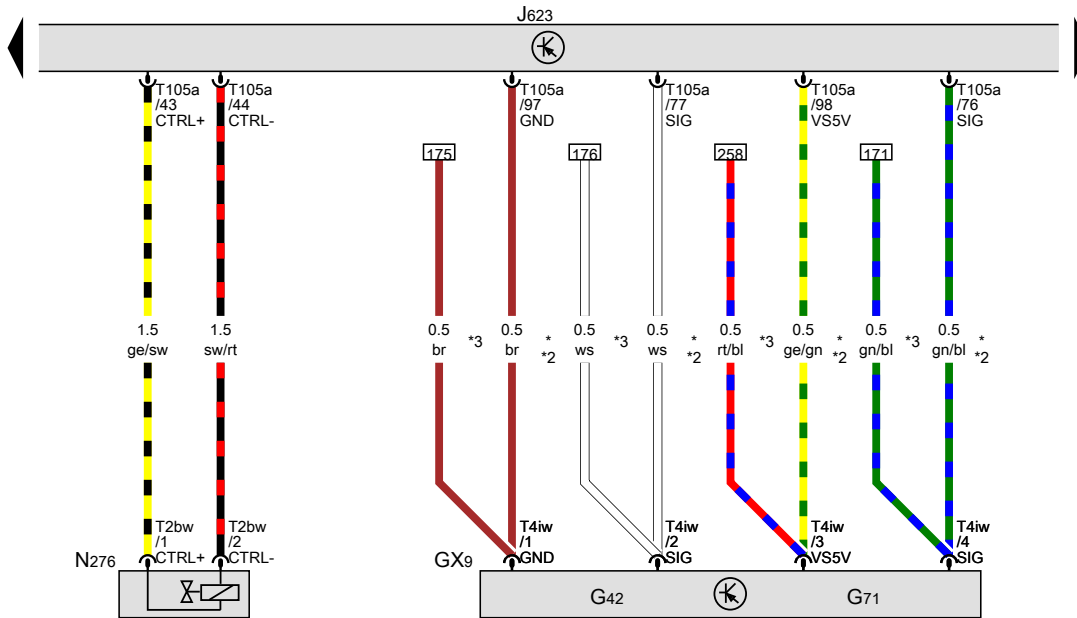 J623
T105a
/43
CTRL+
T105a
/44
CTRL-
T105a
/97
GND
T105a
/77
SIG
T105a
/98
VS5V
T105a
/76
SIG
175
176
258
171
1.5
ge/sw
1.5
sw/rt
0.5
br
*3
0.5
br
*
*2
0.5
ws
*3
0.5
ws
*
*2
0.5
rt/bl
*3
0.5
ge/gn
*
*2
0.5
gn/bl
*3
0.5
gn/bl
*
*2
N276
T2bw
/1
CTRL+
T2bw
/2
CTRL-
GX9
T4iw
/1
GND
T4iw
/2
SIG
T4iw
/3
VS5V
T4iw
/4
SIG
G42
G71